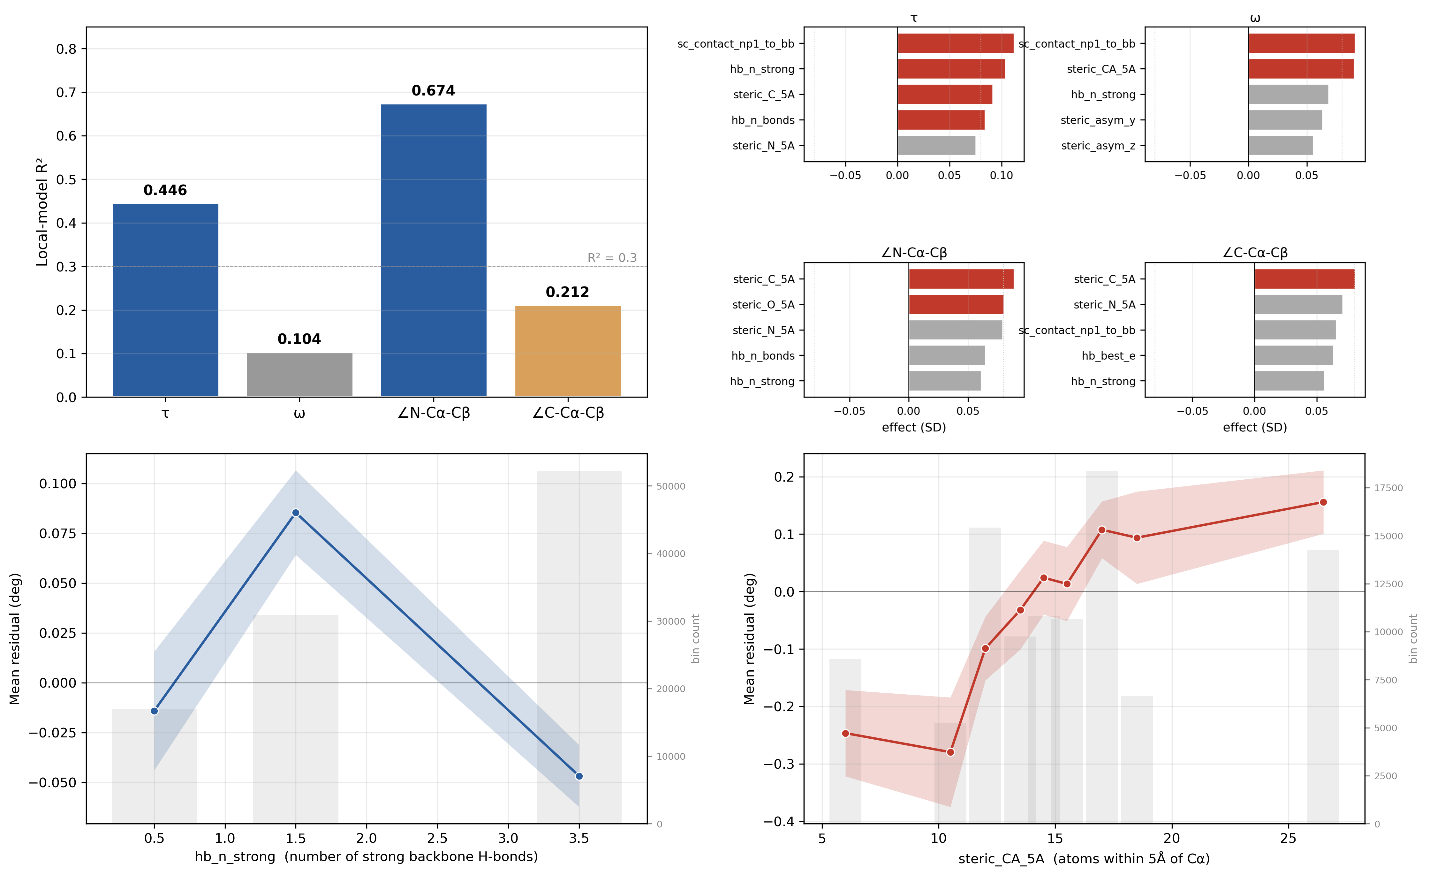 Local-model R²
0.8
0.7
0.6
0.5
0.4
0.3
0.2
0.1
0.0
0.446
0.104
0.674
0.212
R² = 0.3
τ
ω
∠N-Cα-Cβ
∠C-Cα-Cβ
τ
sc_contact_np1_to_bb
hb_n_strong
steric_C_5A
hb_n_bonds
steric_N_5A
−0.05
0.00
0.05
0.10
ω
sc_contact_np1_to_bb
steric_CA_5A
hb_n_strong
steric_asym_y
steric_asym_z
−0.05
0.00
0.05
∠N-Cα-Cβ
steric_C_5A
steric_O_5A
steric_N_5A
hb_n_bonds
hb_n_strong
−0.05
0.00
0.05
effect (SD)
∠C-Cα-Cβ
steric_C_5A
steric_N_5A
sc_contact_np1_to_bb
hb_best_e
hb_n_strong
−0.05
0.00
0.05
effect (SD)
Mean residual (deg)
0.100
0.075
0.050
0.025
0.000
−0.025
−0.050
50000
40000
30000
20000
10000
0
bin count
0.5
1.0
1.5
2.0
2.5
3.0
3.5
hb_n_strong (number of strong backbone H-bonds)
Mean residual (deg)
0.2
0.1
0.0
−0.1
−0.2
−0.3
−0.4
17500
15000
12500
10000
7500
5000
2500
0
bin count
5
10
15
20
25
steric_CA_5A (atoms within 5Å of Cα)